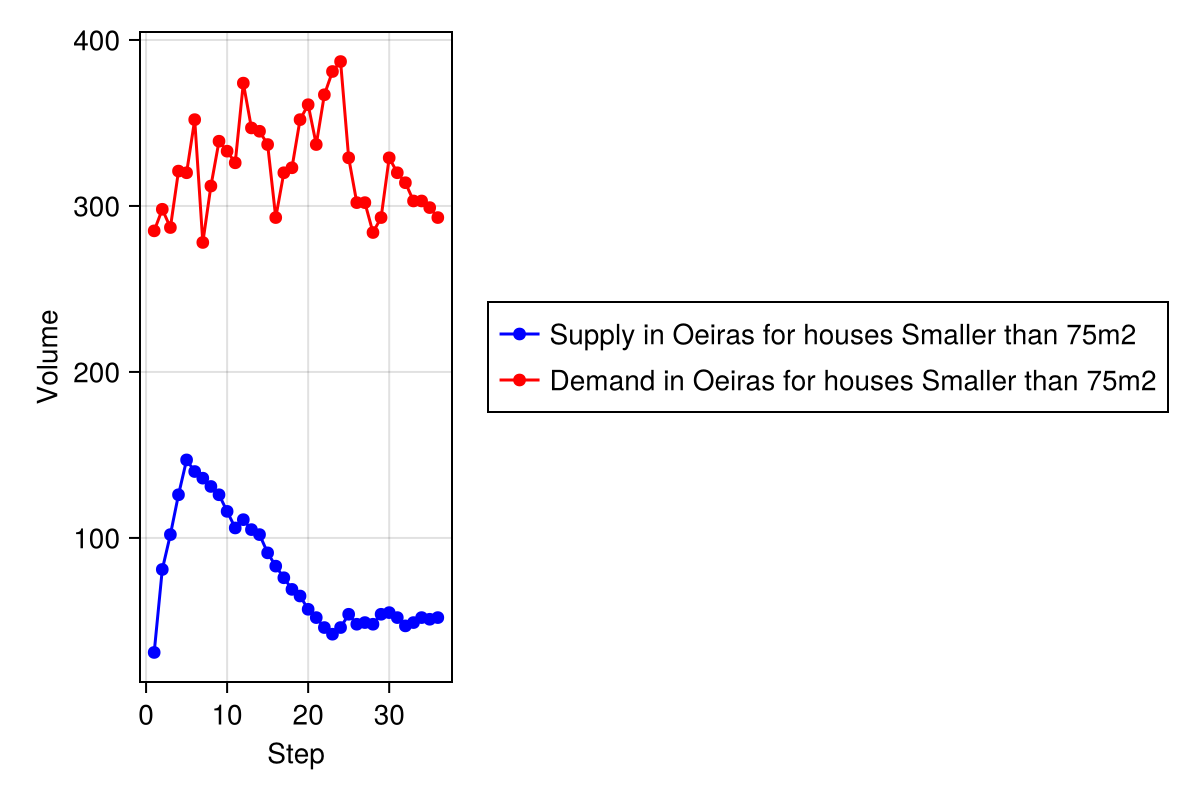 400
300
200
100
Volume
0 10 20 30
Step
Supply in Oeiras for houses Smaller than 75m2
Demand in Oeiras for houses Smaller than 75m2